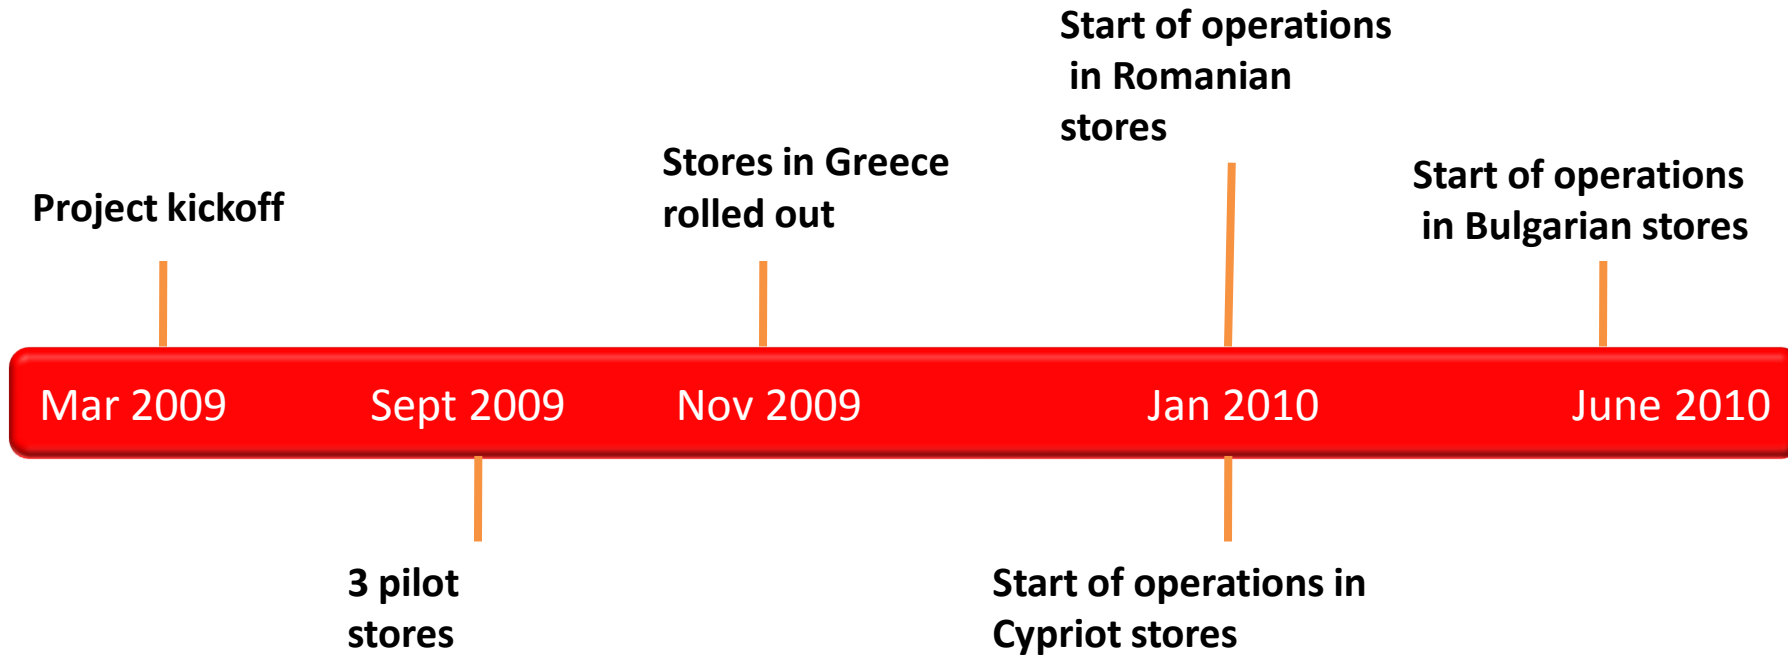 Start of operations
in Romanian
stores
Stores in Greece
rolled out
Start of operations
in Bulgarian stores
Project kickoff
Mar 2009
Sept 2009
Nov 2009
Jan 2010
June 2010
3 pilot
stores
Start of operations in
Cypriot stores